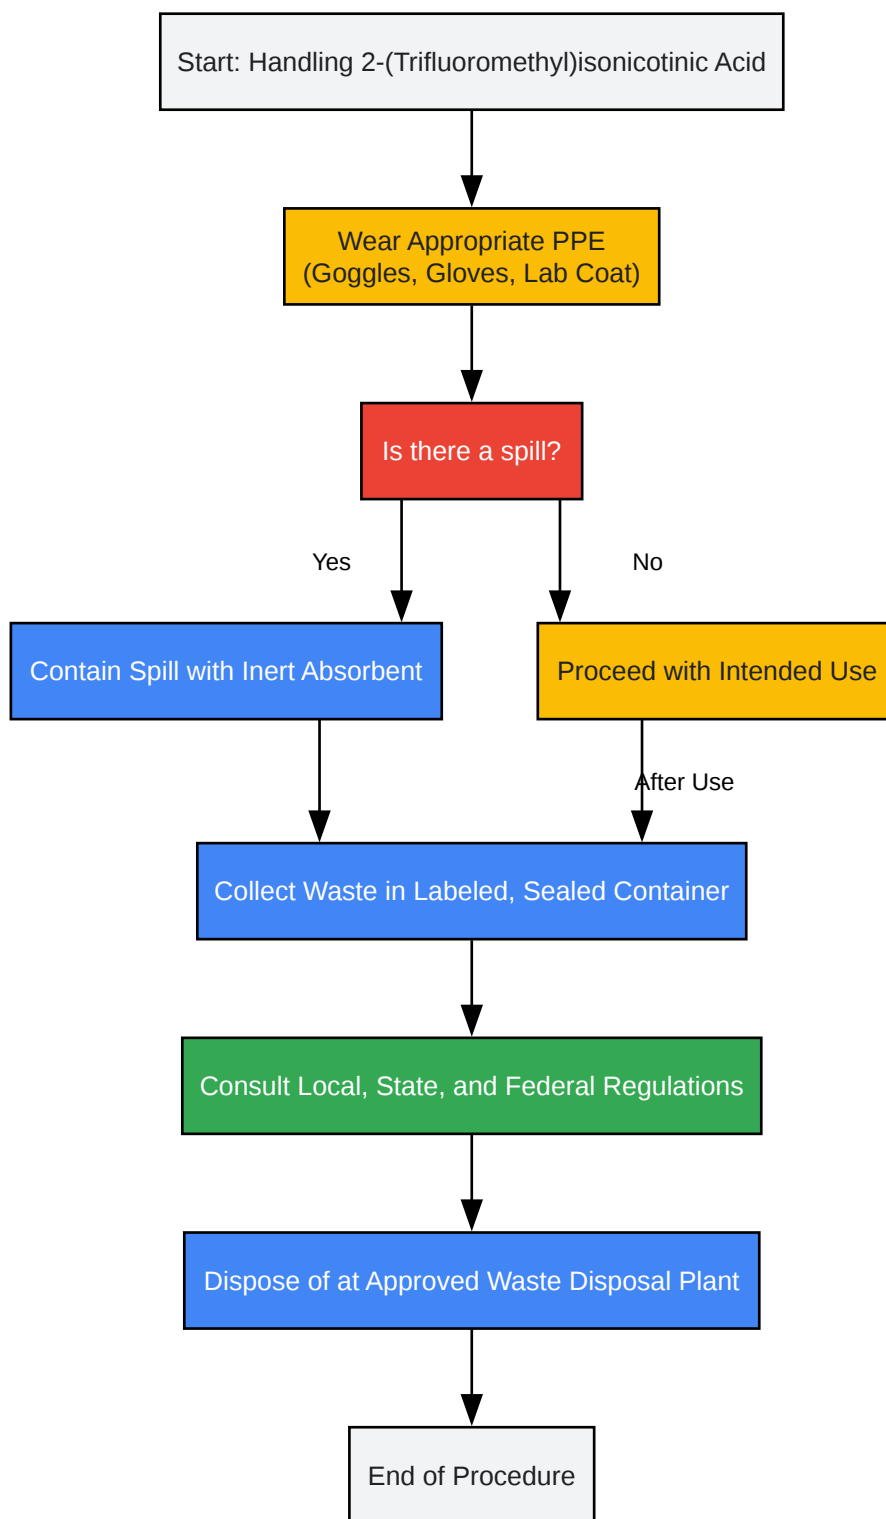 Start: Handling 2-(Trifluoromethyl)isonicotinic Acid
Wear Appropriate PPE
(Goggles, Gloves, Lab Coat)
Is there a spill?
Yes
No
Contain Spill with Inert Absorbent
Proceed with Intended Use
After Use
Collect Waste in Labeled, Sealed Container
Consult Local, State, and Federal Regulations
Dispose of at Approved Waste Disposal Plant
End of Procedure